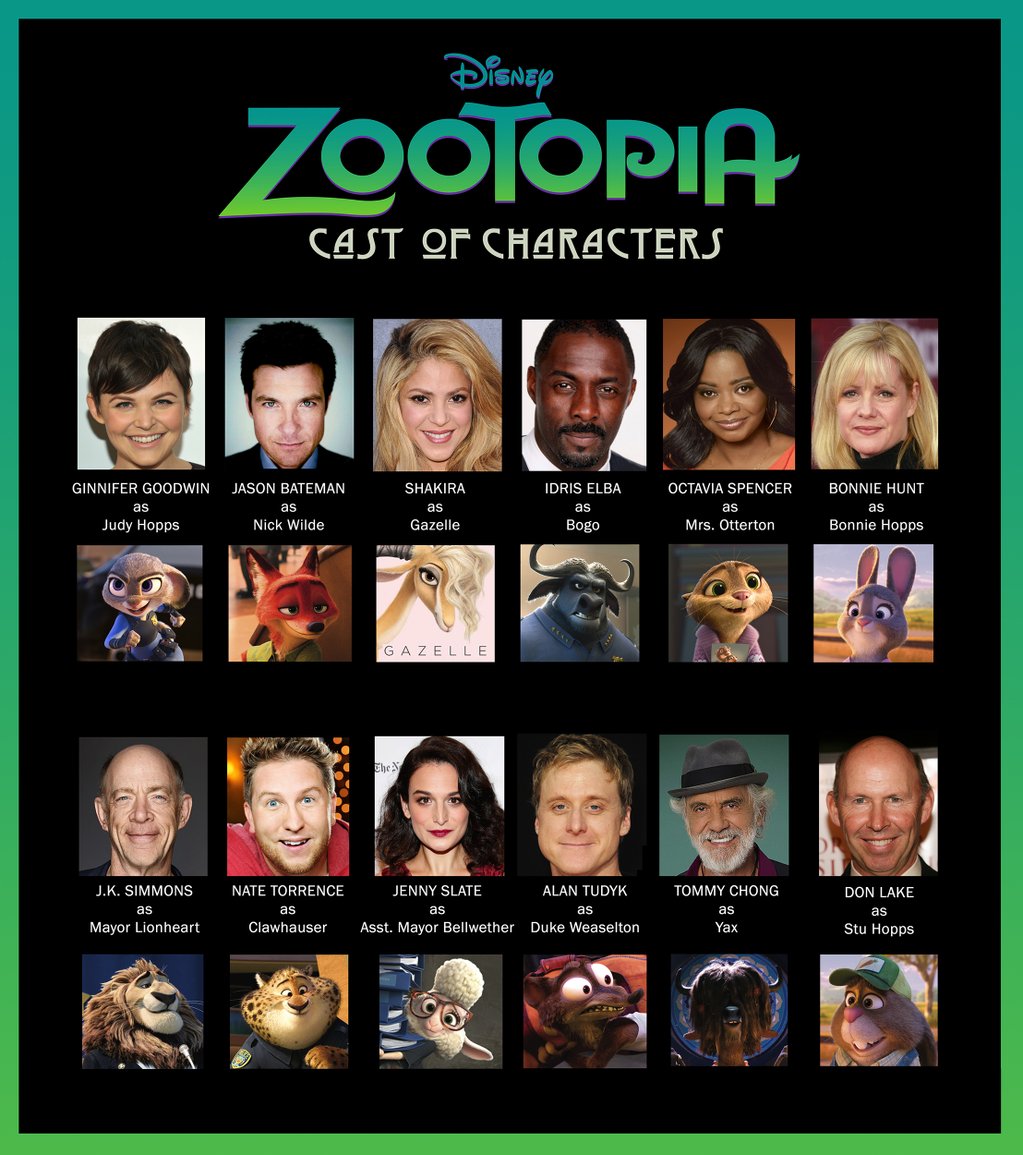 Disney
ZOOTOPIA
CAST OF CHARACTERS
GINNIFER GOODWIN
as
Judy Hopps
JASON BATEMAN
as
Nick Wilde
SHAKIRA
as
Gazelle
IDRIS ELBA
as
Bogo
OCTAVIA SPENCER
as
Mrs. Otterton
BONNIE HUNT
as
Bonnie Hopps
GAZELLE
The Ne
J.K. SIMMONS
as
Mayor Lionheart
NATE TORRENCE
as
Clawhauser
JENNY SLATE
as
Asst. Mayor Bellwether
ALAN TUDYK
as
Duke Weaselton
TOMMY CHONG
as
Yax
DON LAKE
as
Stu Hopps